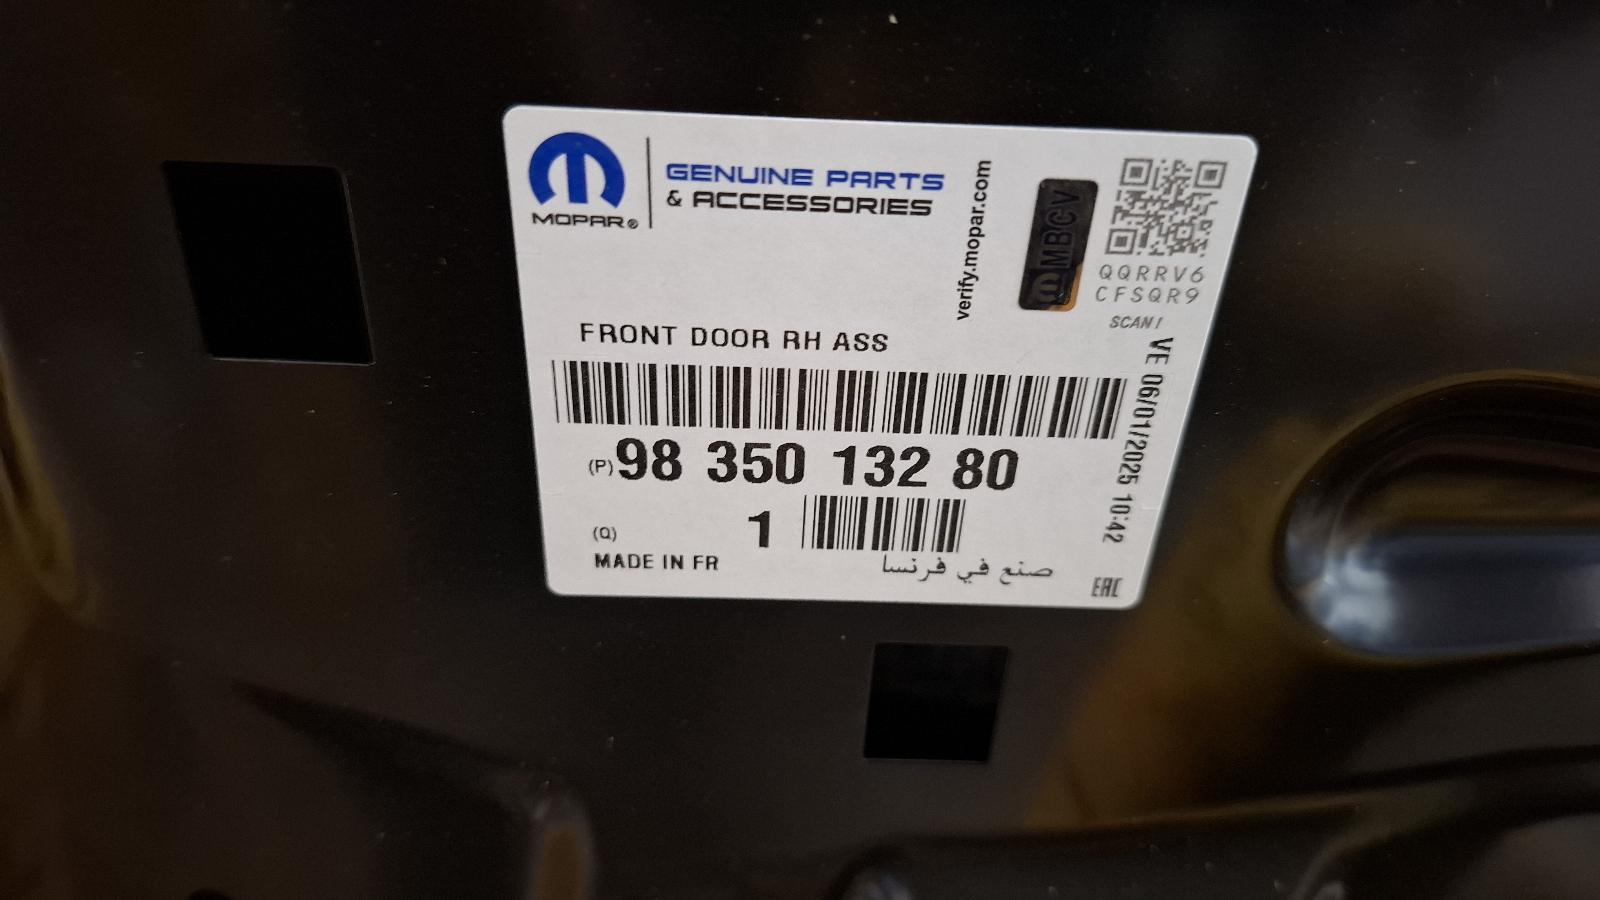 MOPAR®
GENUINE PARTS
& ACCESSORIES
verify.mopar.com
MBCV
QQRRV6
CFSQR9
SCAN!
FRONT DOOR RH ASS
VE 06/01/2025 10:42
(P) 98 350 132 80
(Q) 1
MADE IN FR
صنع في فرنسا
EAC